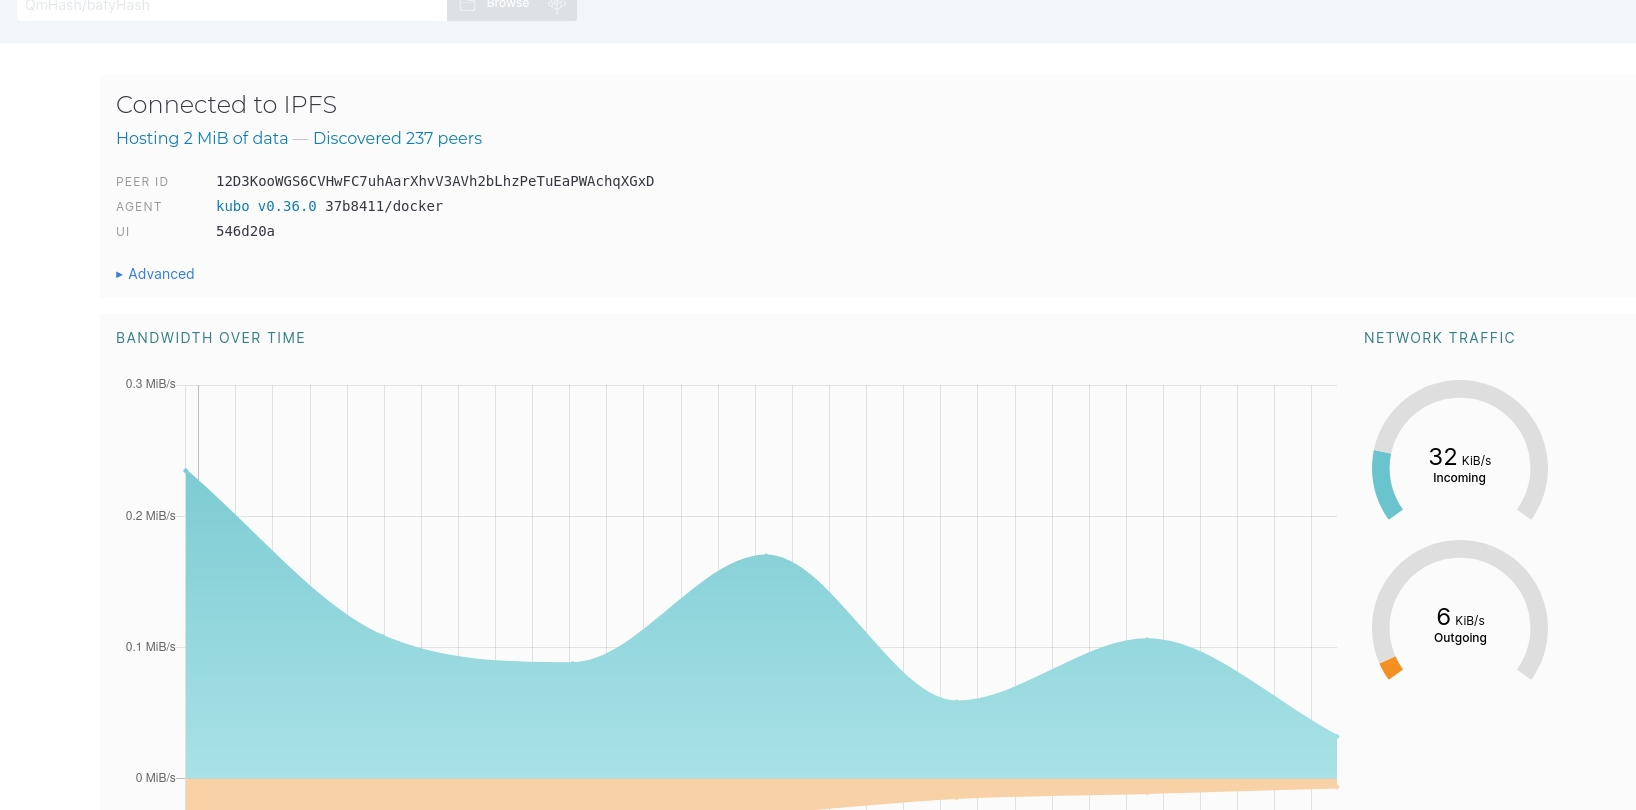 QmHash/bafyHash
Browse
Connected to IPFS
Hosting 2 MiB of data — Discovered 237 peers
PEER ID 12D3KooWGS6CVHwFC7uhAarXhvV3AVh2bLhzPeTuEaPWAchqXGxD
AGENT kubo v0.36.0 37b8411/docker
UI 546d20a
▸ Advanced
BANDWIDTH OVER TIME
0.3 MiB/s
0.2 MiB/s
0.1 MiB/s
0 MiB/s
NETWORK TRAFFIC
32 KiB/s
Incoming
6 KiB/s
Outgoing